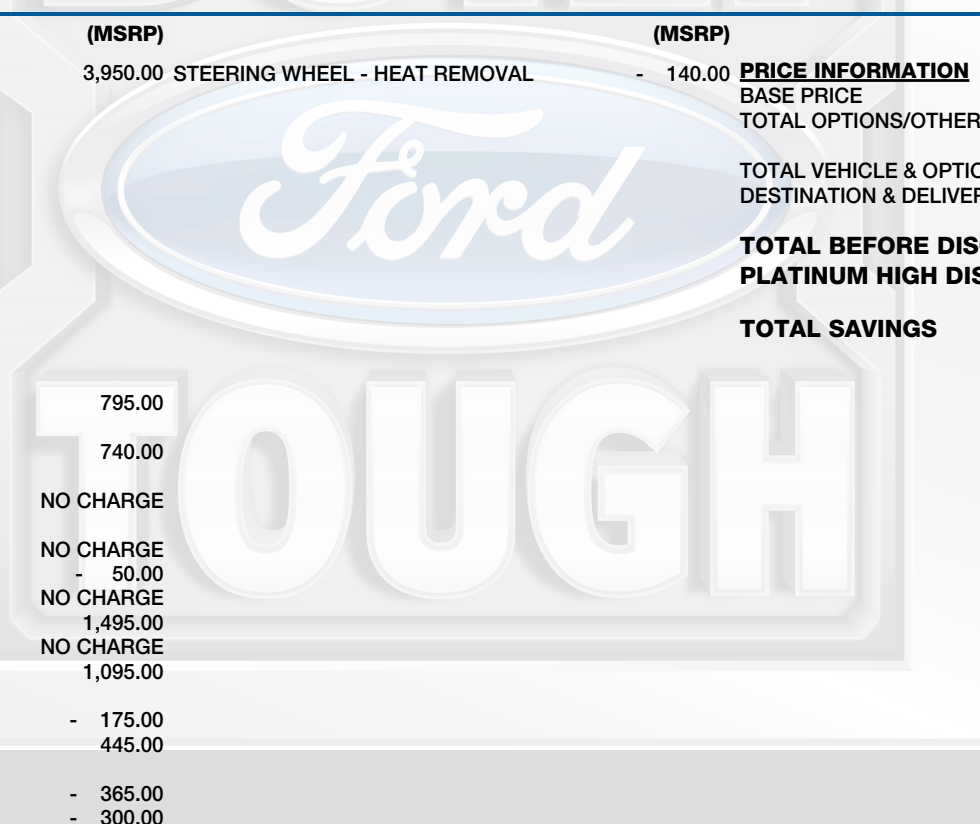 (MSRP) (MSRP)
3,950.00 STEERING WHEEL - HEAT REMOVAL - 140.00 PRICE INFORMATION
BASE PRICE
TOTAL OPTIONS/OTHER
TOTAL VEHICLE & OPTIO
DESTINATION & DELIVER
TOTAL BEFORE DIS
PLATINUM HIGH DIS
TOTAL SAVINGS
Ford
TOUGH
795.00
740.00
NO CHARGE
NO CHARGE
- 50.00
NO CHARGE
1,495.00
NO CHARGE
1,095.00
- 175.00
445.00
- 365.00
- 300.00